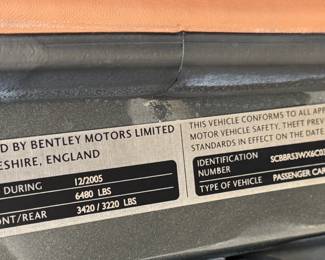 D BY BENTLEY MOTORS LIMITED
ESHIRE, ENGLAND
DURING 12/2005
6480 LBS
ONT/REAR 3420/3220 LBS
THIS VEHICLE CONFORMS TO ALL APP
MOTOR VEHICLE SAFETY, THEFT PREV
STANDARDS IN EFFECT ON THE DATE
IDENTIFICATION
NUMBER
TYPE OF VEHICLE PASSENGER CAR